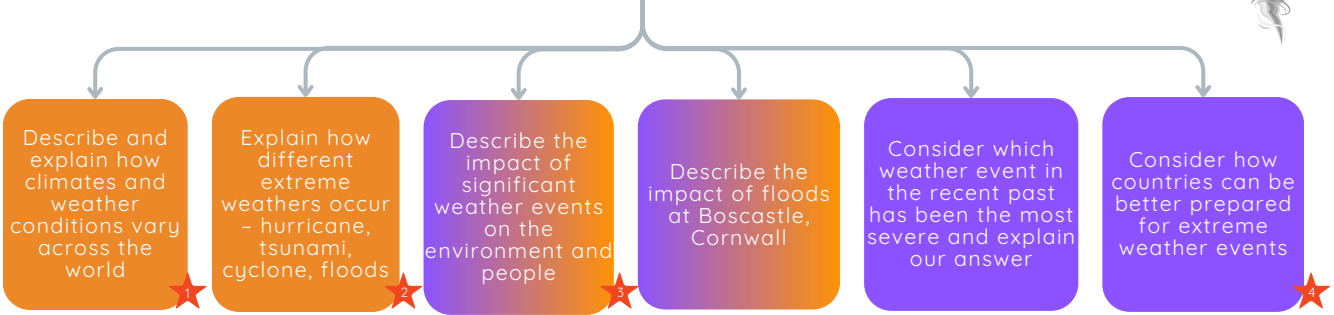 Describe and
explain how
climates and
weather
conditions vary
across the
world
1
Explain how
different
extreme
weathers occur
– hurricane,
tsunami,
cyclone, floods
2
Describe the
impact of
significant
weather events
on the
environment and
people
3
Describe the
impact of floods
at Boscastle,
Cornwall
Consider which
weather event in
the recent past
has been the most
severe and explain
our answer
Consider how
countries can be
better prepared
for extreme
weather events
4